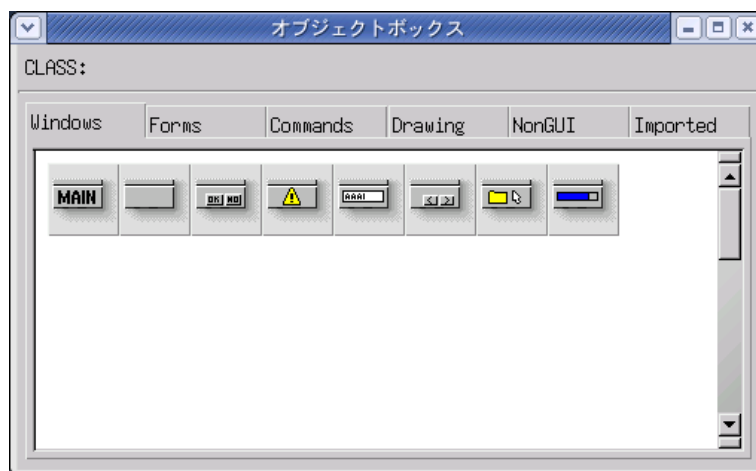 オブジェクトボックス
CLASS:
Windows Forms Commands Drawing NonGUI Imported
MAIN OK NO AAAI